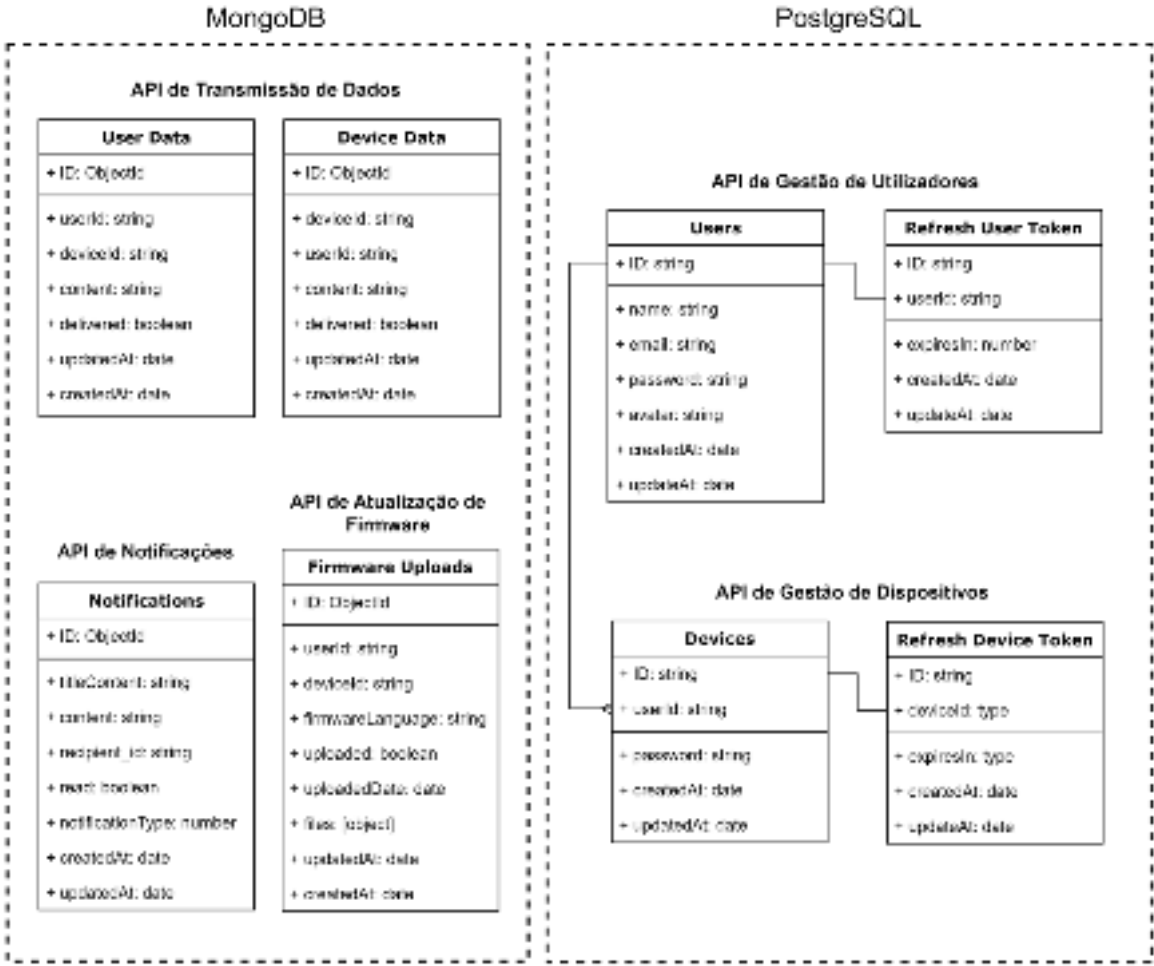 MongoDB
API de Transmissão de Dados
User Data
+ ID: ObjectId
+ userId: string
+ deviceId: string
+ content: string
+ delivered: boolean
+ updatedAt: date
+ createdAt: date
Device Data
+ ID: ObjectId
+ deviceId: string
+ userId: string
+ content: string
+ delivered: boolean
+ updatedAt: date
+ createdAt: date
API de Notificações
Notifications
+ ID: ObjectId
+ titleContent: string
+ content: string
+ recipient_id: string
+ read: boolean
+ notificationType: number
+ createdAt: date
+ updatedAt: date
API de Atualização de
Firmware
Firmware Uploads
+ ID: ObjectId
+ userId: string
+ deviceId: string
+ firmwareLanguage: string
+ uploaded: boolean
+ uploadedDate: date
+ files: [object]
+ updatedAt: date
+ createdAt: date
PostgreSQL
API de Gestão de Utilizadores
Users
+ ID: string
+ name: string
+ email: string
+ password: string
+ avatar: string
+ createdAt: date
+ updateAt: date
Refresh User Token
+ ID: string
+ userId: string
+ expiresIn: number
+ createdAt: date
+ updateAt: date
API de Gestão de Dispositivos
Devices
+ ID: string
+ userId: string
+ password: string
+ createdAt: date
+ updatedAt: date
Refresh Device Token
+ ID: string
+ deviceId: type
+ expiresIn: type
+ createdAt: date
+ updateAt: date